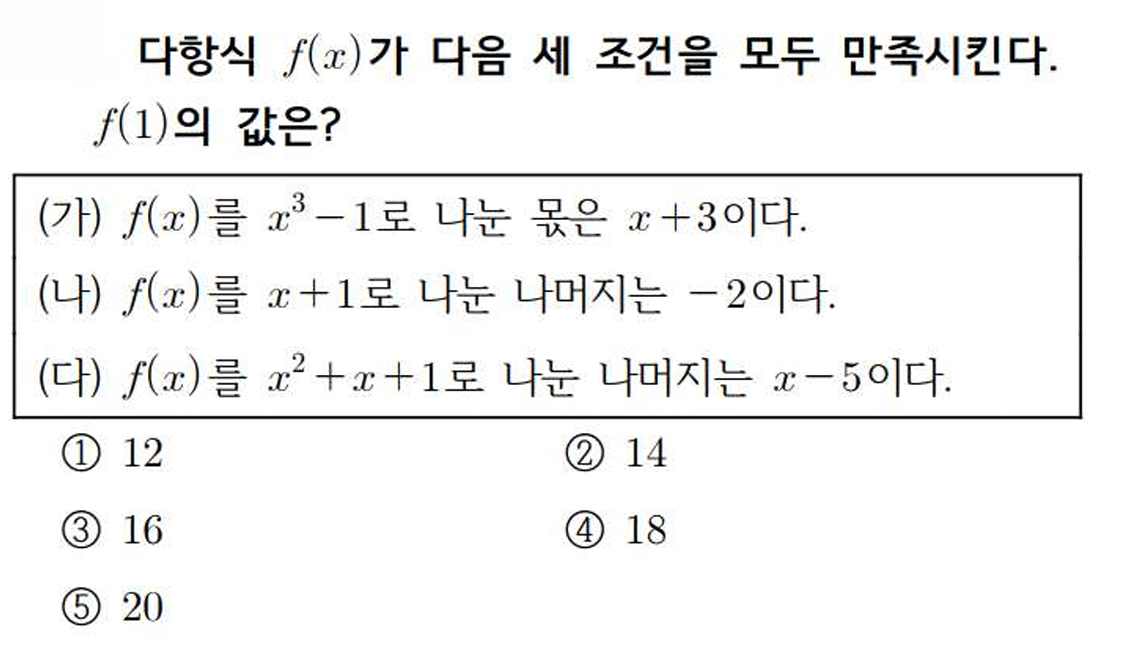 다항식 f(x)가 다음 세 조건을 모두 만족시킨다.
f(1)의 값은?
(가) f(x)를 x³-1로 나눈 몫은 x+3이다.
(나) f(x)를 x+1로 나눈 나머지는 -2이다.
(다) f(x)를 x²+x+1로 나눈 나머지는 x-5이다.
① 12 ② 14
③ 16 ④ 18
⑤ 20